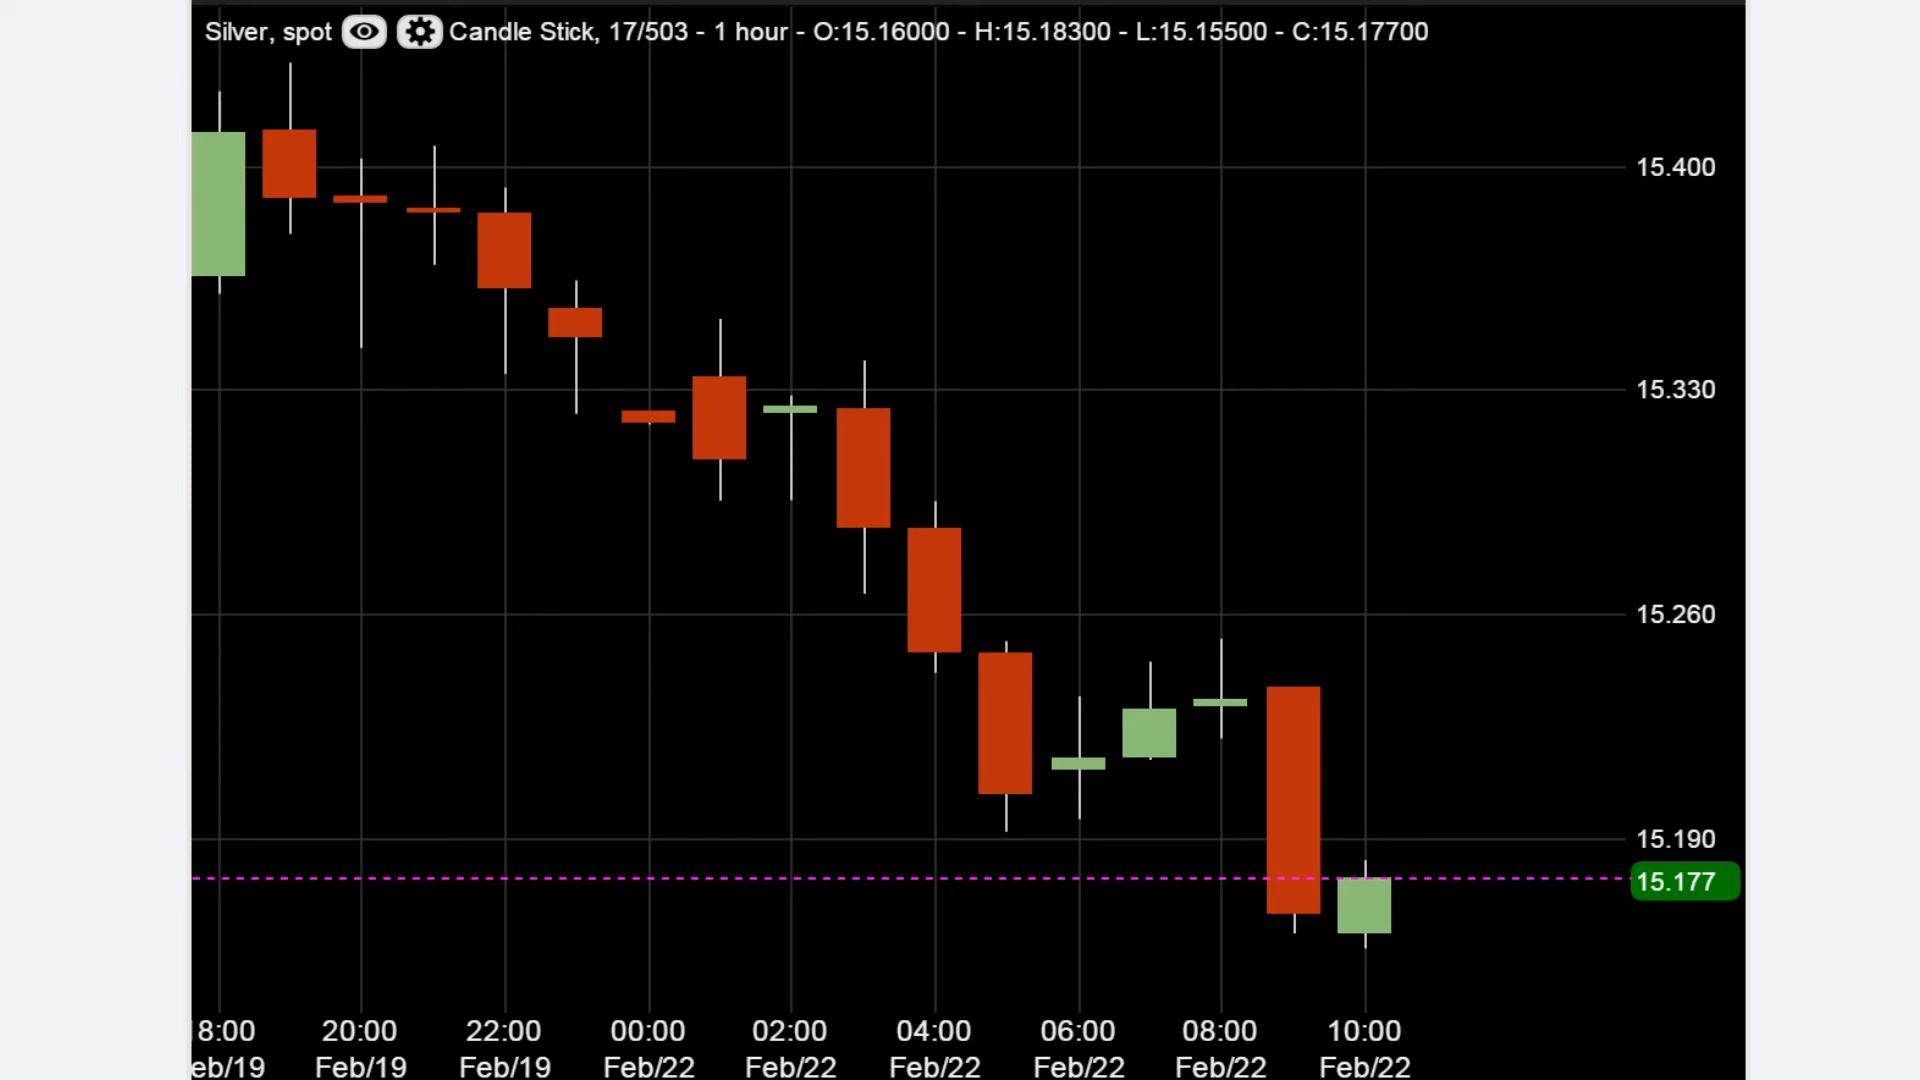 Silver, spot Candle Stick, 17/503 - 1 hour - O:15.16000 - H:15.18300 - L:15.15500 - C:15.17700
15.400
15.330
15.260
15.190
15.177
8:00 20:00 22:00 00:00 02:00 04:00 06:00 08:00 10:00
eb/19 Feb/19 Feb/19 Feb/22 Feb/22 Feb/22 Feb/22 Feb/22 Feb/22